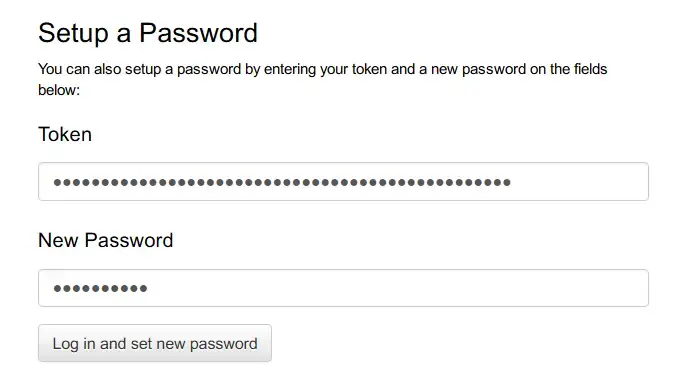 Setup a Password
You can also setup a password by entering your token and a new password on the fields
below:
Token
••••••••••••••••••••••••••••••••••••••••••••••••
New Password
••••••••••
Log in and set new password